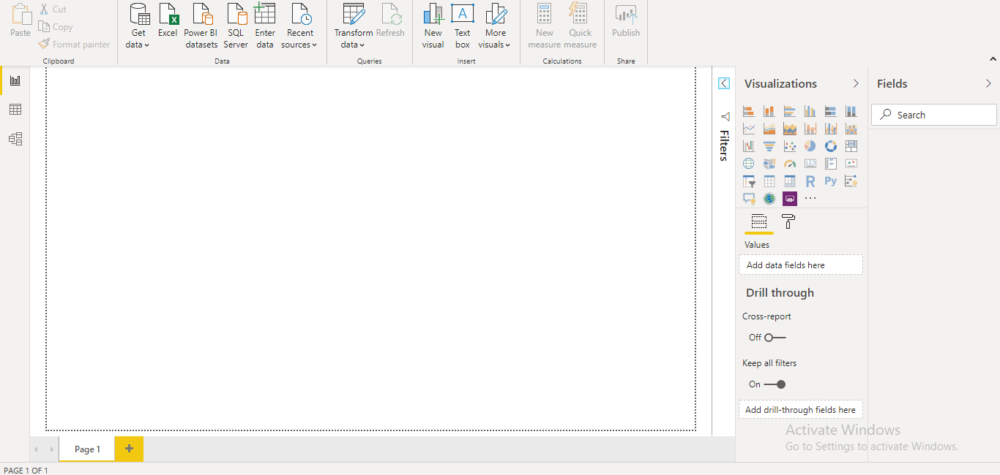 Paste
Cut
Copy
Format painter
Clipboard
Get data
Excel
Power BI datasets
SQL Server
Enter data
Recent sources
Data
Transform data
Refresh
Queries
New visual
Text box
More visuals
Insert
New measure
Quick measure
Calculations
Publish
Share
Filters
Visualizations
123
R
Py
Values
Add data fields here
Drill through
Cross-report
Off
Keep all filters
On
Add drill-through fields here
Fields
Search
Activate Windows
Go to Settings to activate Windows.
Page 1
PAGE 1 OF 1